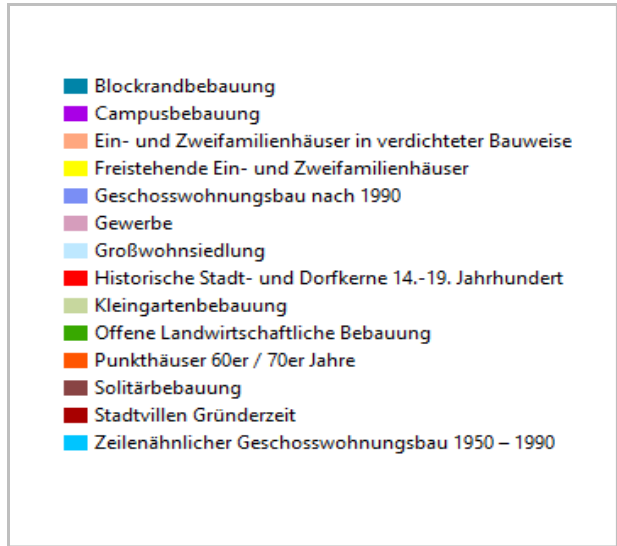 Blockrandbebauung
Campusbebauung
Ein- und Zweifamilienhäuser in verdichteter Bauweise
Freistehende Ein- und Zweifamilienhäuser
Geschosswohnungsbau nach 1990
Gewerbe
Großwohnsiedlung
Historische Stadt- und Dorfkerne 14.-19. Jahrhundert
Kleingartenbebauung
Offene Landwirtschaftliche Bebauung
Punkthäuser 60er / 70er Jahre
Solitärbebauung
Stadtvillen Gründerzeit
Zeilenähnlicher Geschosswohnungsbau 1950 – 1990